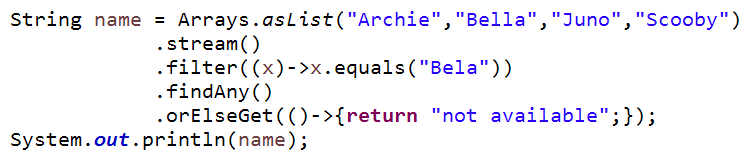 String name = Arrays.asList("Archie","Bella","Juno","Scooby")
.stream()
.filter((x)->x.equals("Bela"))
.findAny()
.orElseGet(()->{return "not available";});
System.out.println(name);